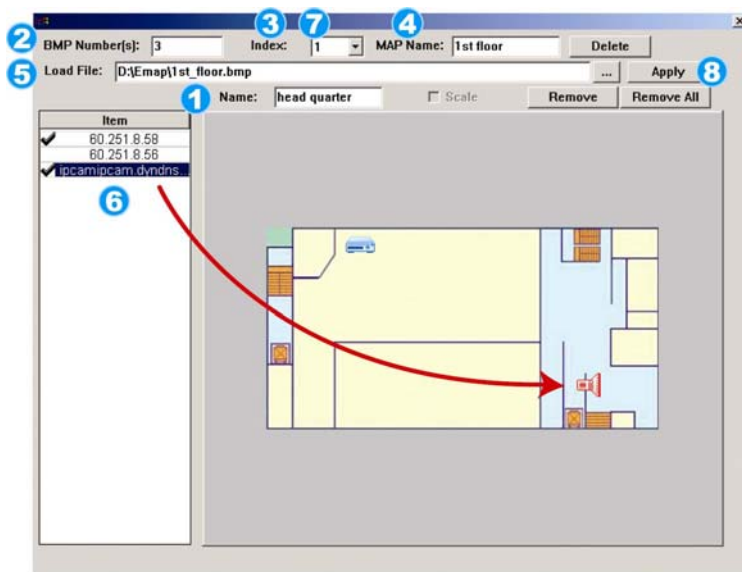 3 7 4
2 BMP Number(s): 3 Index: 1 MAP Name: 1st floor Delete
5 Load File: D:\Emap\1st_floor.bmp ... Apply 8
1 Name: head quarter Scale Remove Remove All
Item
60.251.8.58
60.251.8.56
ipcamipcam.dyndns...
6